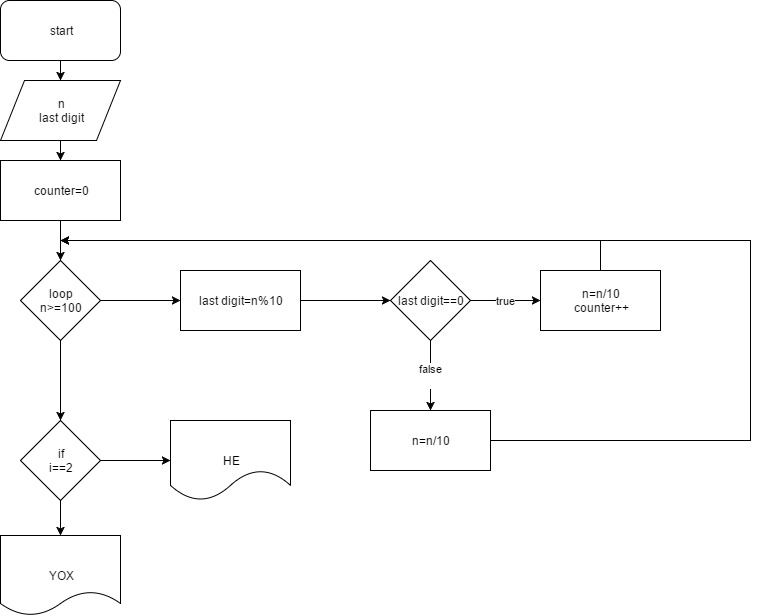 start
n
last digit
counter=0
loop
n>=100
last digit=n%10
last digit==0
true
n=n/10
counter++
false
n=n/10
if
i==2
HE
YOX